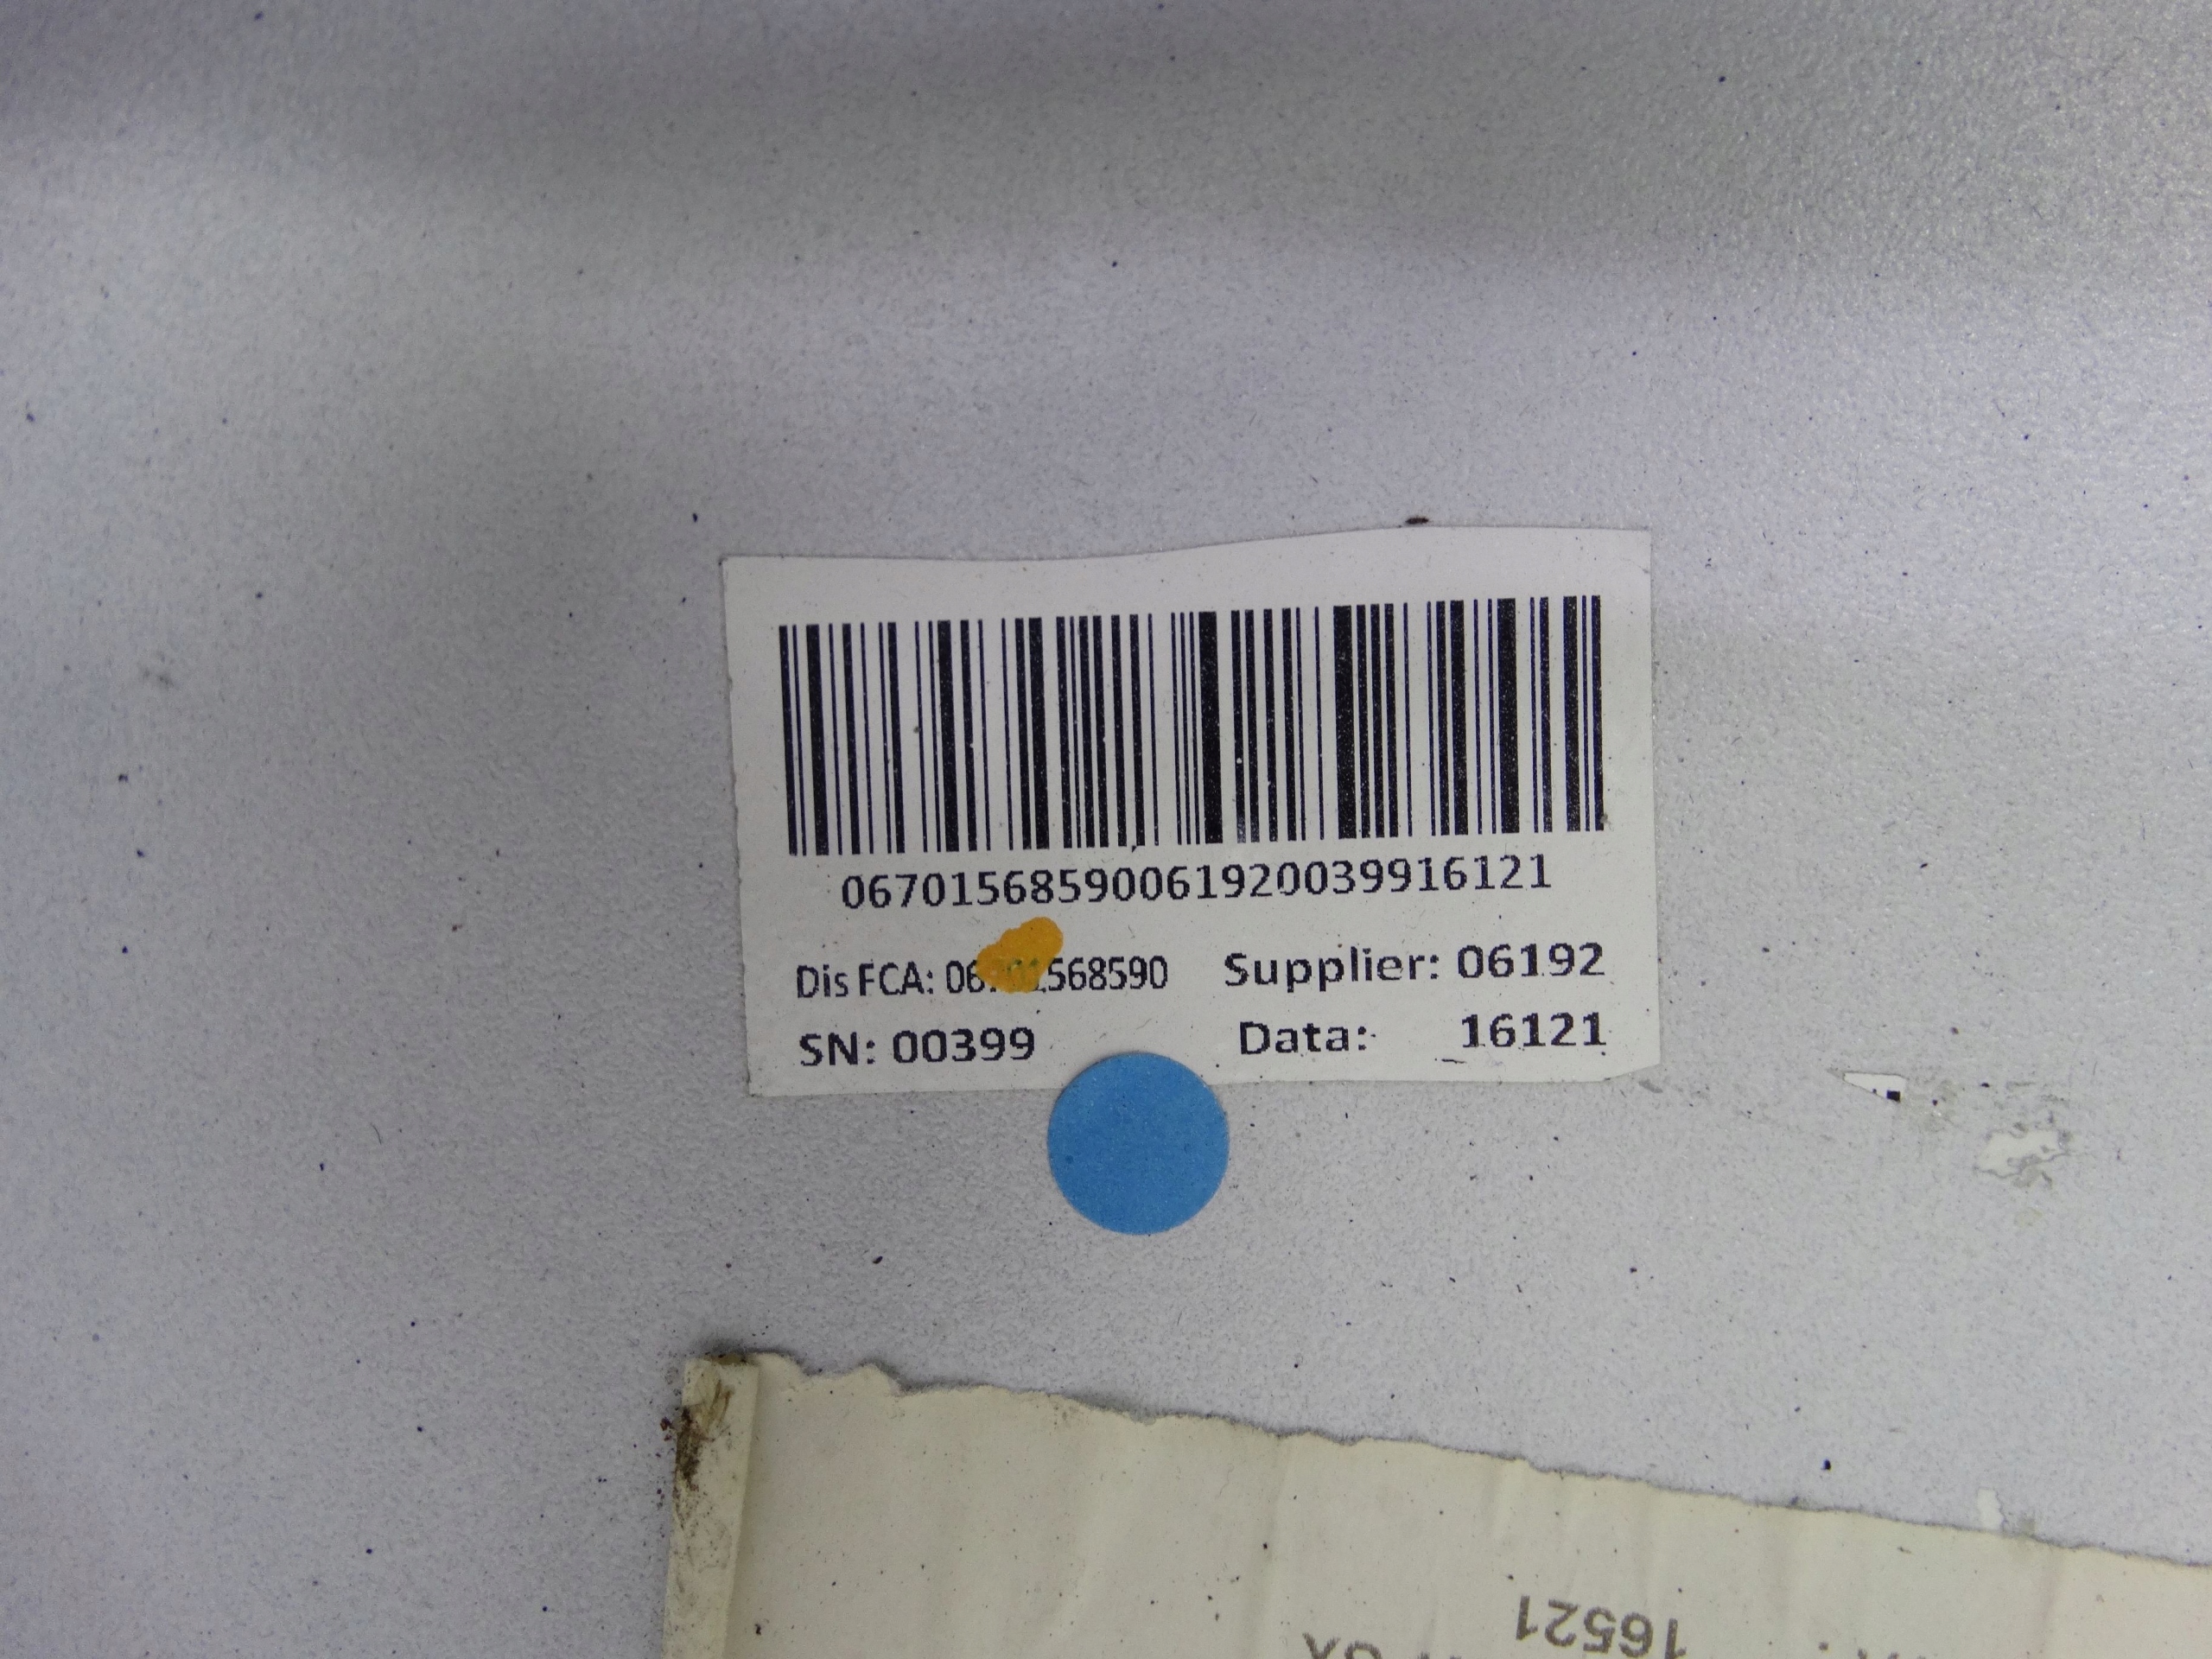 06701568590061920039916121
Dis FCA: 06701568590 Supplier: 06192
SN: 00399 Data: 16121
16521